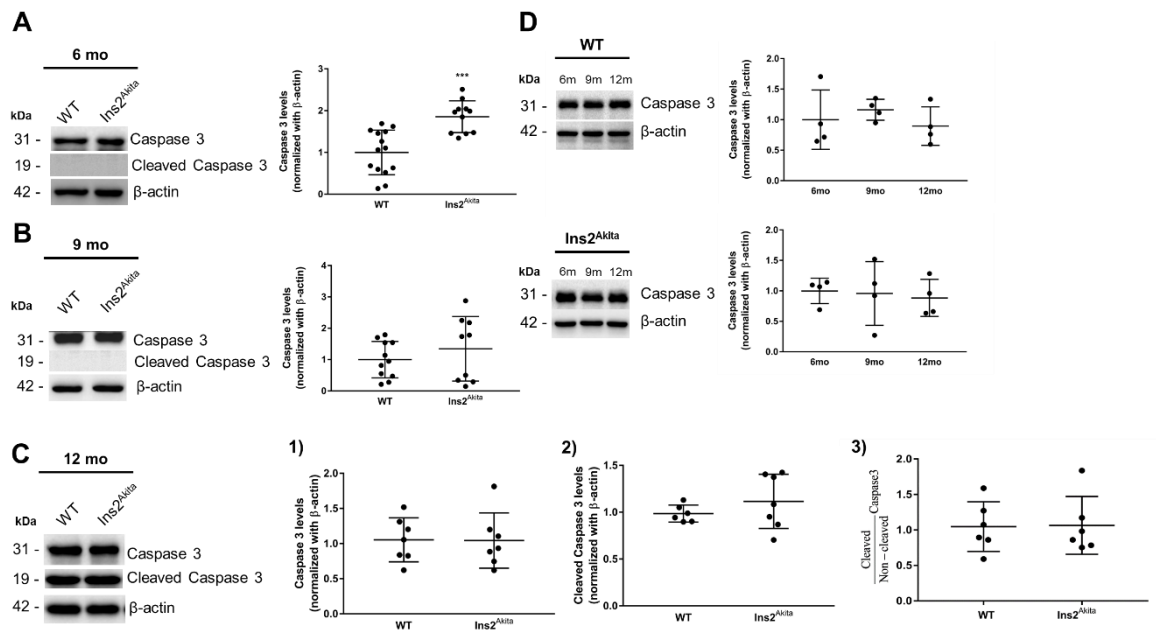 A
6 mo
kDa
WT
Ins2Akita
31 -
Caspase 3
19 -
Cleaved Caspase 3
42 -
β-actin
Caspase 3 levels
(normalized with β-actin)
3
2
1
0
***
WT
Ins2Akita
B
9 mo
kDa
WT
Ins2Akita
31 -
Caspase 3
19 -
Cleaved Caspase 3
42 -
β-actin
Caspase 3 levels
(normalized with β-actin)
4
3
2
1
0
WT
Ins2Akita
D
WT
kDa
6m 9m 12m
31 -
Caspase 3
42 -
β-actin
Caspase 3 levels
(normalized with β-actin)
2.0
1.5
1.0
0.5
0.0
6mo 9mo 12mo
Ins2Akita
kDa
6m 9m 12m
31 -
Caspase 3
42 -
β-actin
Caspase 3 levels
(normalized with β-actin)
2.0
1.5
1.0
0.5
0.0
6mo 9mo 12mo
C
12 mo
kDa
WT
Ins2Akita
31 -
Caspase 3
19 -
Cleaved Caspase 3
42 -
β-actin
1)
Caspase 3 levels
(normalized with β-actin)
2.0
1.5
1.0
0.5
0.0
WT
Ins2Akita
2)
Cleaved Caspase 3 levels
(normalized with β-actin)
1.5
1.0
0.5
0.0
WT
Ins2Akita
3)
Cleaved
Non – cleaved
Caspase3
2.0
1.5
1.0
0.5
0.0
WT
Ins2Akita